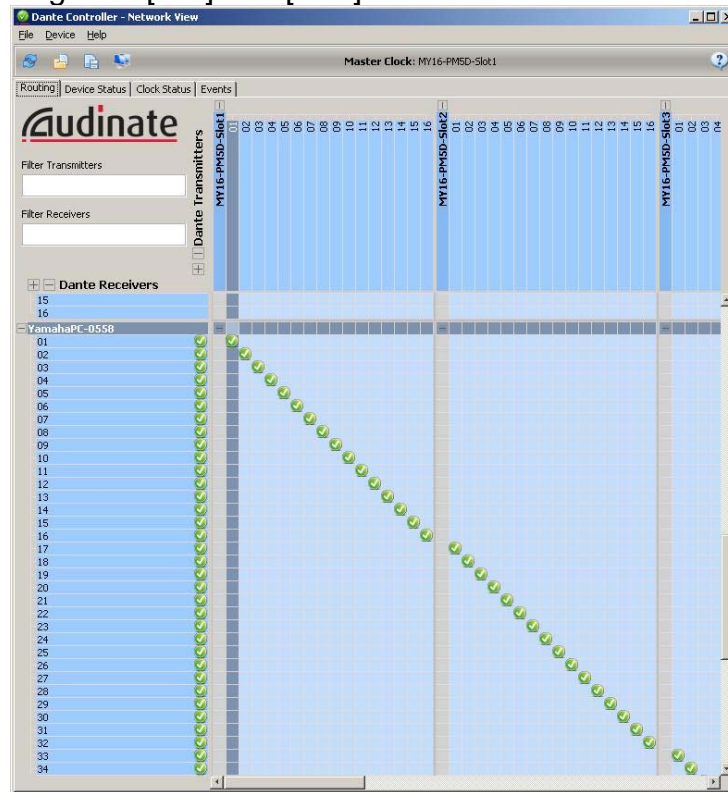 Dante Controller - Network View
File Device Help
Master Clock: MY16-PM5D-Slot1
Routing Device Status Clock Status Events
Audinate
Filter Transmitters
Filter Receivers
Dante Transmitters
MY16-PM5D-Slot1
01 02 03 04 05 06 07 08 09 10 11 12 13 14 15 16
MY16-PM5D-Slot2
01 02 03 04 05 06 07 08 09 10 11 12 13 14 15 16
MY16-PM5D-Slot3
01 02 03 04
Dante Receivers
15
16
YamahaPC-0558
01
02
03
04
05
06
07
08
09
10
11
12
13
14
15
16
17
18
19
20
21
22
23
24
25
26
27
28
29
30
31
32
33
34